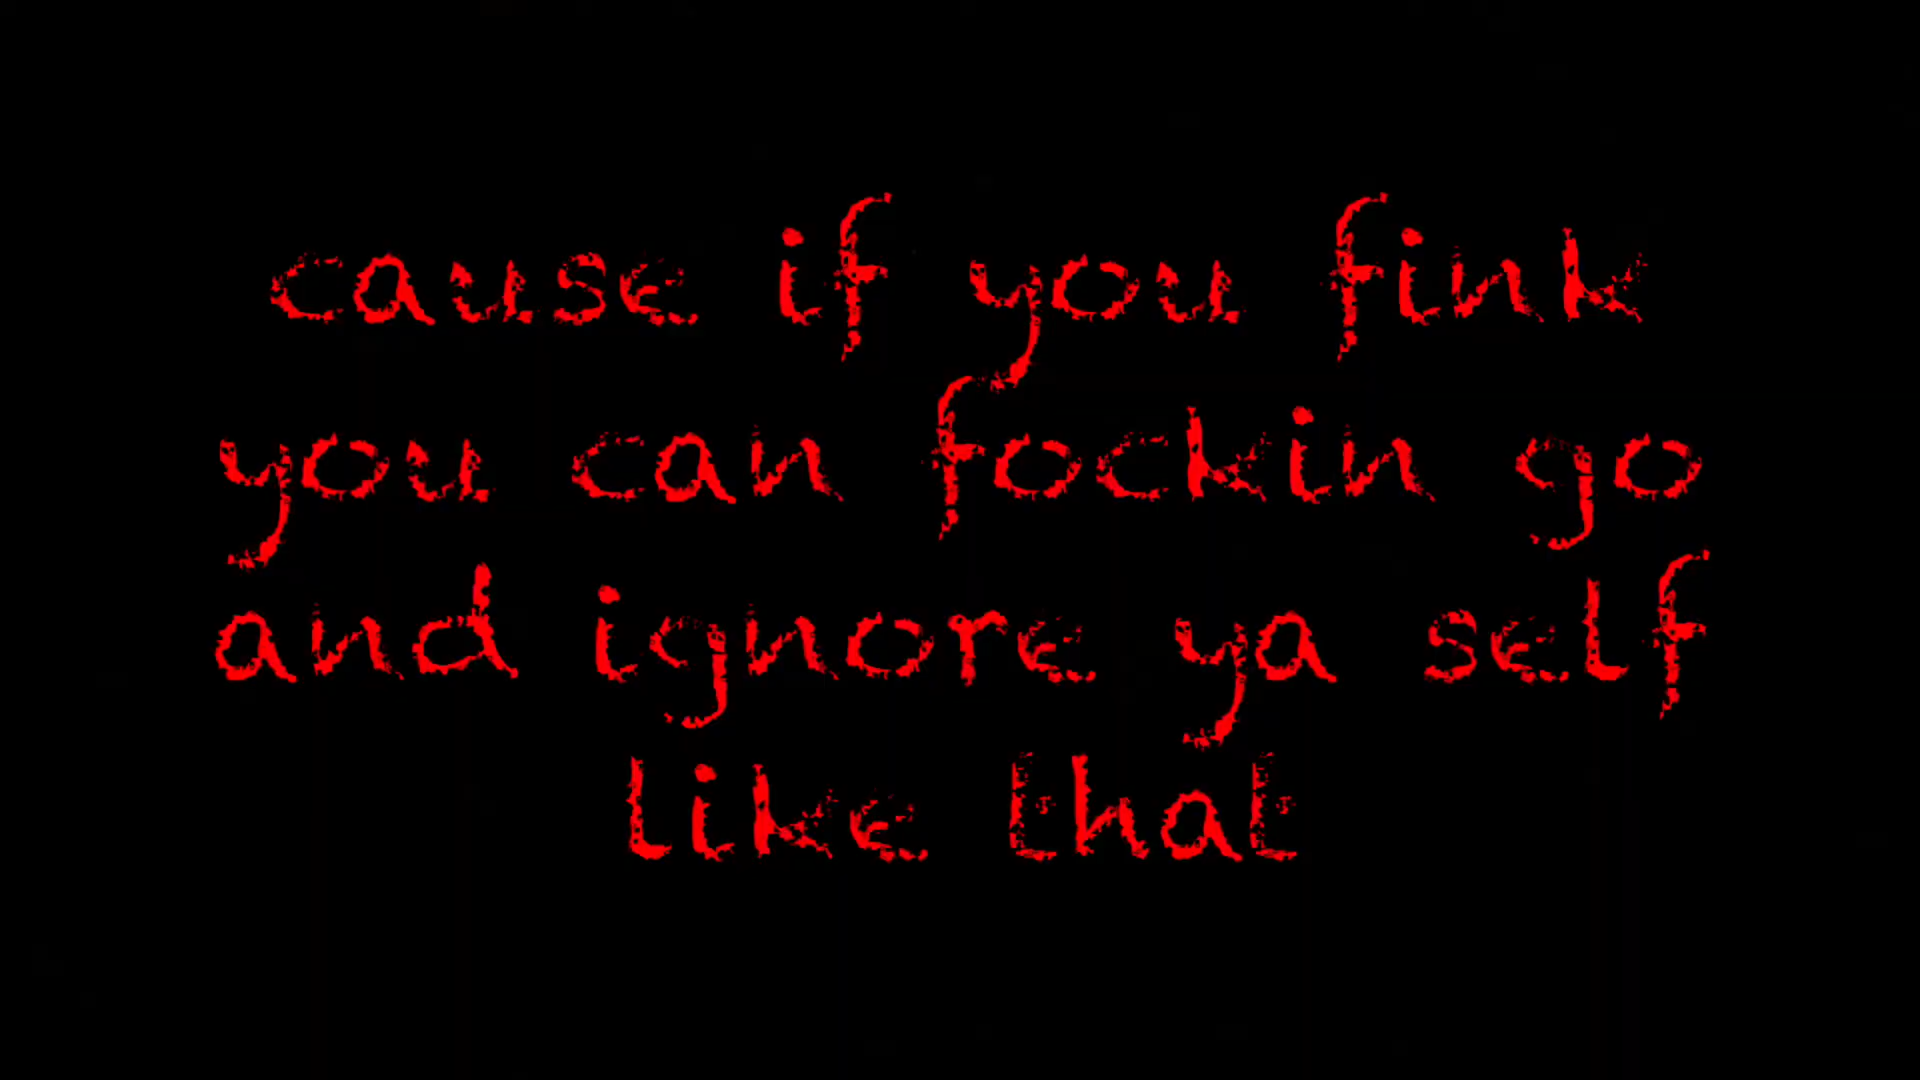 cause if you fink
you can fockin go
and ignore ya self
like that